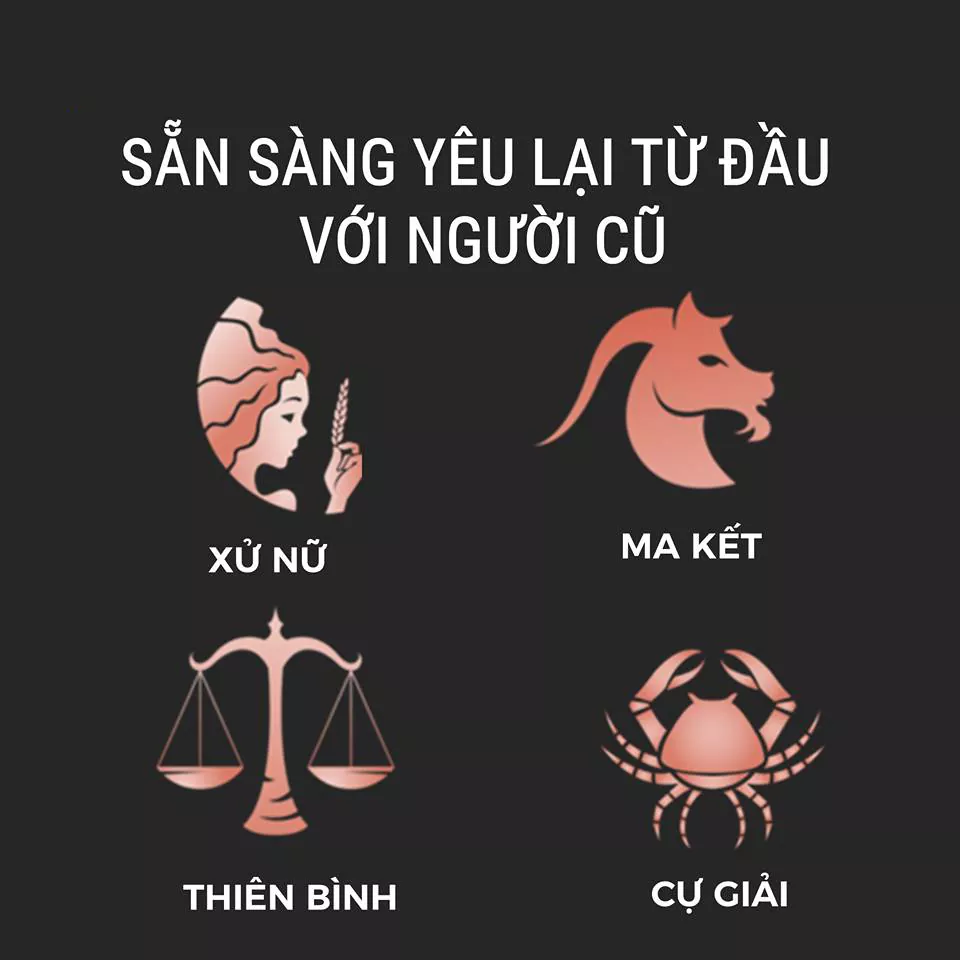 SẴN SÀNG YÊU LẠI TỪ ĐẦU
VỚI NGƯỜI CŨ
XỬ NỮ
MA KẾT
THIÊN BÌNH
CỰ GIẢI